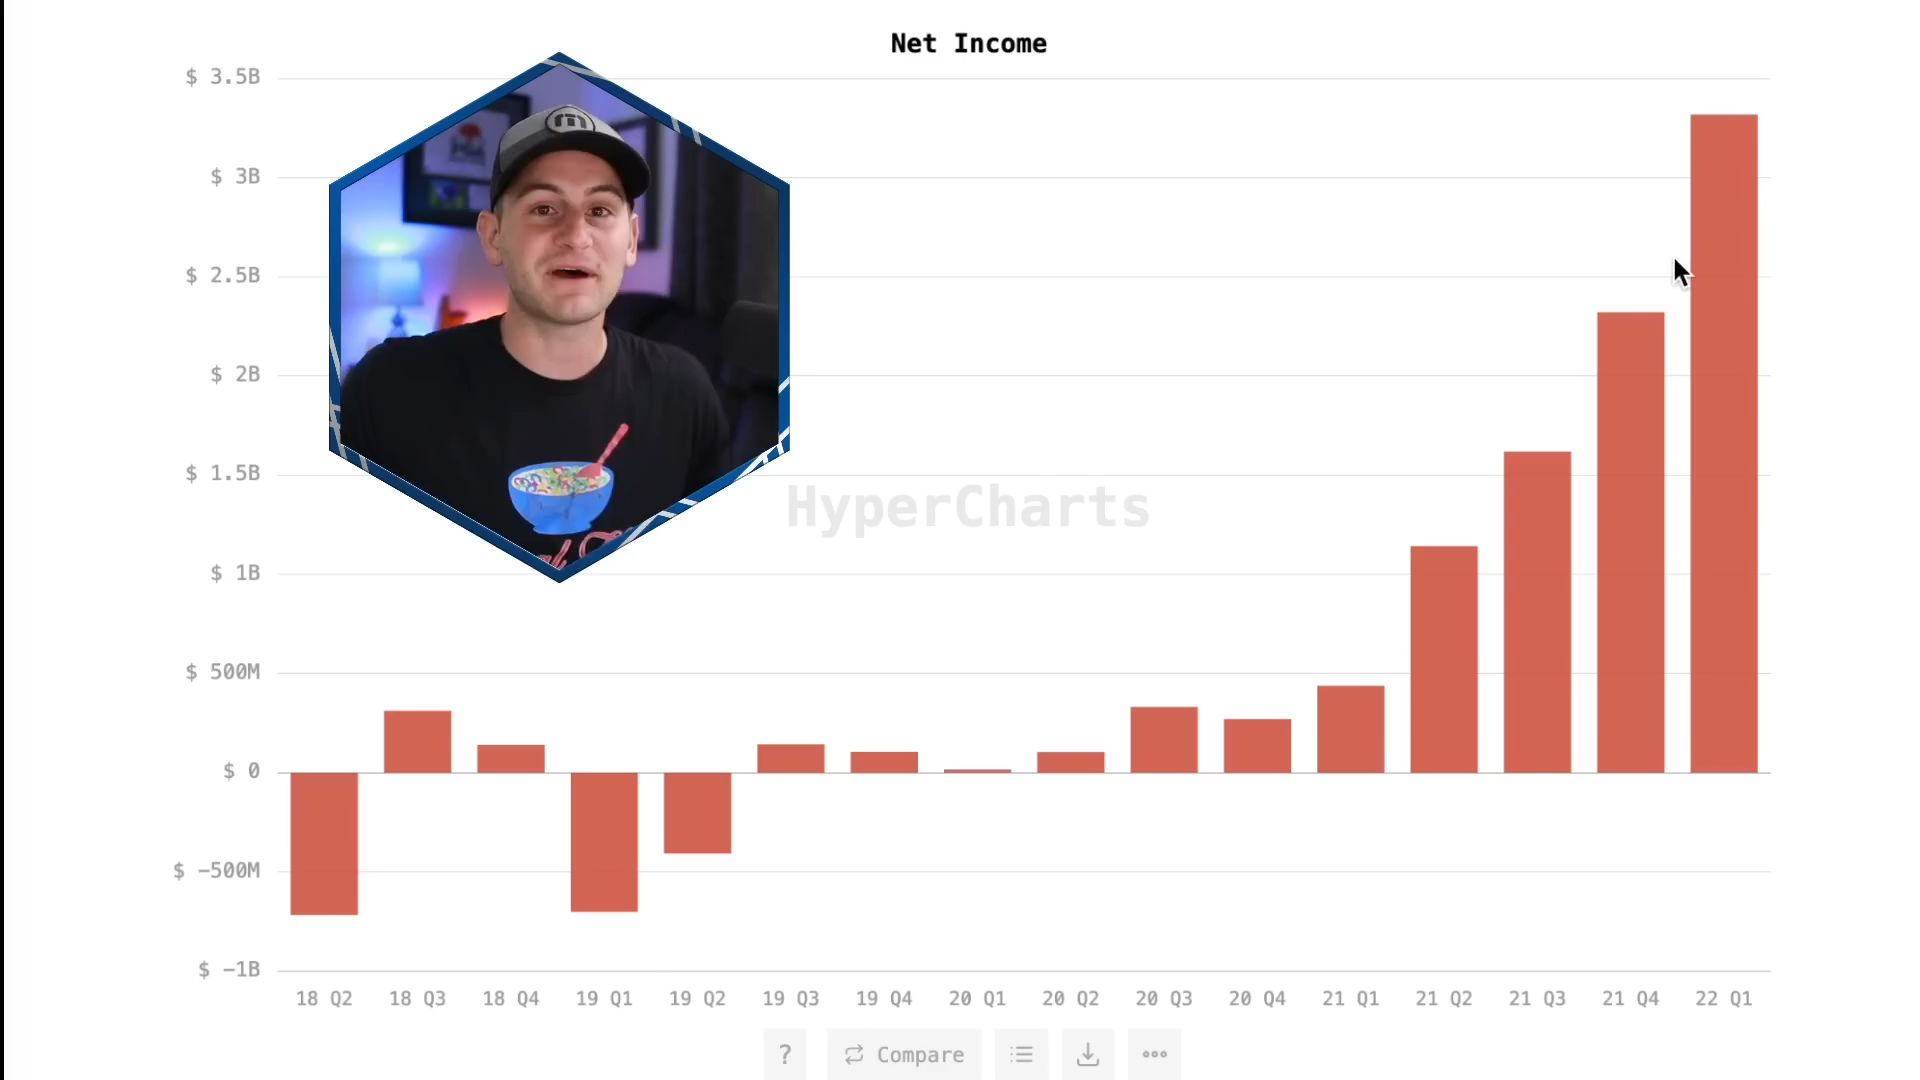 Net Income
$ 3.5B
$ 3B
$ 2.5B
$ 2B
$ 1.5B
$ 1B
$ 500M
$ 0
$ −500M
$ −1B
HyperCharts
18 Q2 18 Q3 18 Q4 19 Q1 19 Q2 19 Q3 19 Q4 20 Q1 20 Q2 20 Q3 20 Q4 21 Q1 21 Q2 21 Q3 21 Q4 22 Q1
? Compare